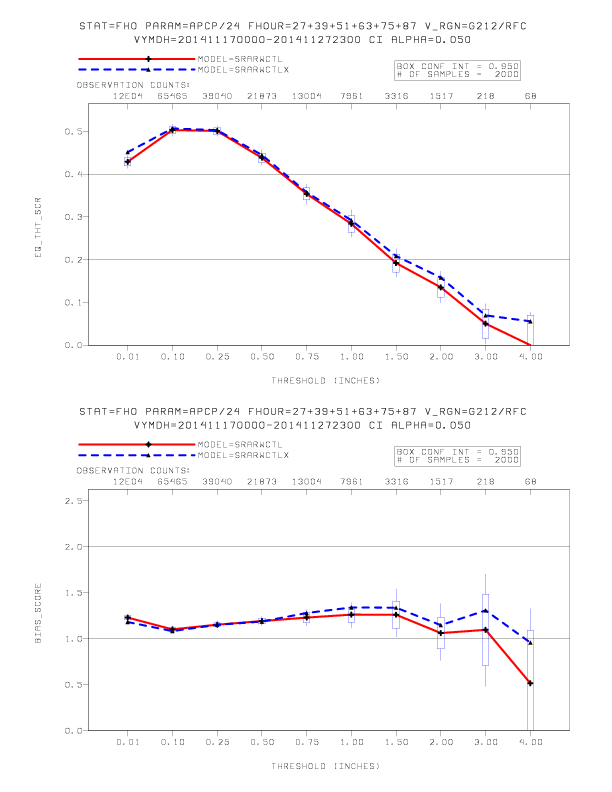 STAT=FHO PARAM=APCP/24 FHOUR=27+39+51+63+75+87 V_RGN=G212/RFC
VYMDH=201411170000-201411272300 CI ALPHA=0.050
MODEL=SRARWCTL
MODEL=SRARWCTLX
BOX CONF INT = 0.950
# OF SAMPLES = 2000
OBSERVATION COUNTS:
12E04 65465 39040 21873 13004 7961 3316 1517 218 68
0.5
0.4
0.3
0.2
0.1
0.0
EQ_THT_SCR
0.01 0.10 0.25 0.50 0.75 1.00 1.50 2.00 3.00 4.00
THRESHOLD (INCHES)
STAT=FHO PARAM=APCP/24 FHOUR=27+39+51+63+75+87 V_RGN=G212/RFC
VYMDH=201411170000-201411272300 CI ALPHA=0.050
MODEL=SRARWCTL
MODEL=SRARWCTLX
BOX CONF INT = 0.950
# OF SAMPLES = 2000
OBSERVATION COUNTS:
12E04 65465 39040 21873 13004 7961 3316 1517 218 68
2.5
2.0
1.5
1.0
0.5
0.0
BIAS_SCORE
0.01 0.10 0.25 0.50 0.75 1.00 1.50 2.00 3.00 4.00
THRESHOLD (INCHES)